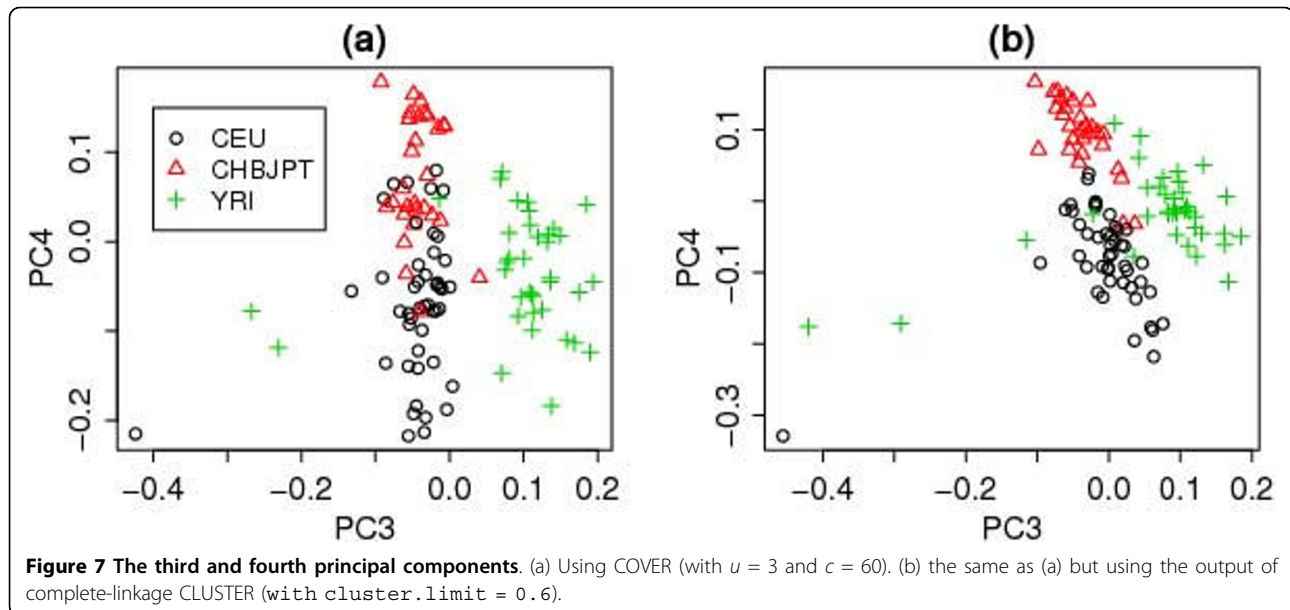 (a)
(b)
CEU
CHBJPT
YRI
PC4
0.1
0.0
−0.2
−0.4
−0.2
0.0
0.1
0.2
PC3
PC4
0.1
−0.1
−0.3
−0.4
−0.2
0.0
0.1
0.2
PC3
Figure 7 The third and fourth principal components. (a) Using COVER (with u = 3 and c = 60). (b) the same as (a) but using the output of
complete-linkage CLUSTER (with cluster.limit = 0.6).